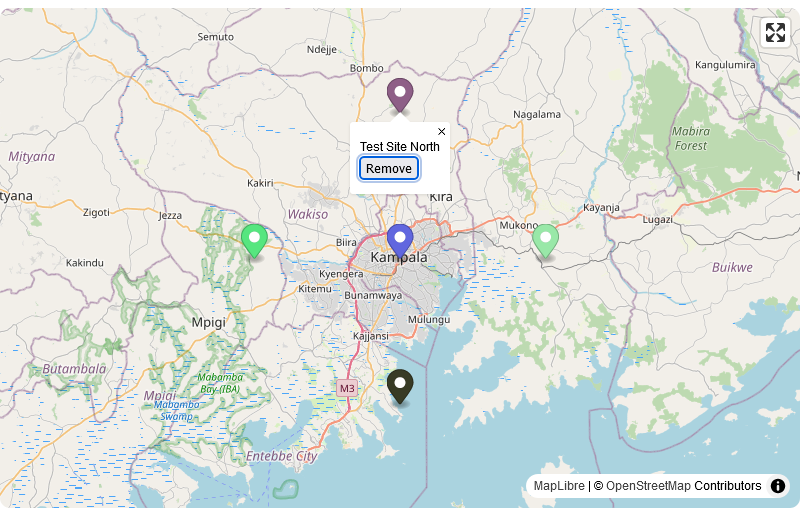 Semuto
Ndejje
Bombo
Kangulumira
Nagalama
Mabira
Forest
Mityana
tyana
Kakiri
Test Site North
×
Remove
Kira
Zigoti
Jezza
Wakiso
Mukono
Kayanja
Lugazi
Biira
Kampala
Kakindu
Kyengera
Kitemu
Bunamwaya
Buikwe
Mpigi
Mulungu
Kajjansi
Butambala
Mabamba
Bay (IBA)
Mpigi
Mabamba
Swamp
M3
Entebbe City
MapLibre | © OpenStreetMap Contributors